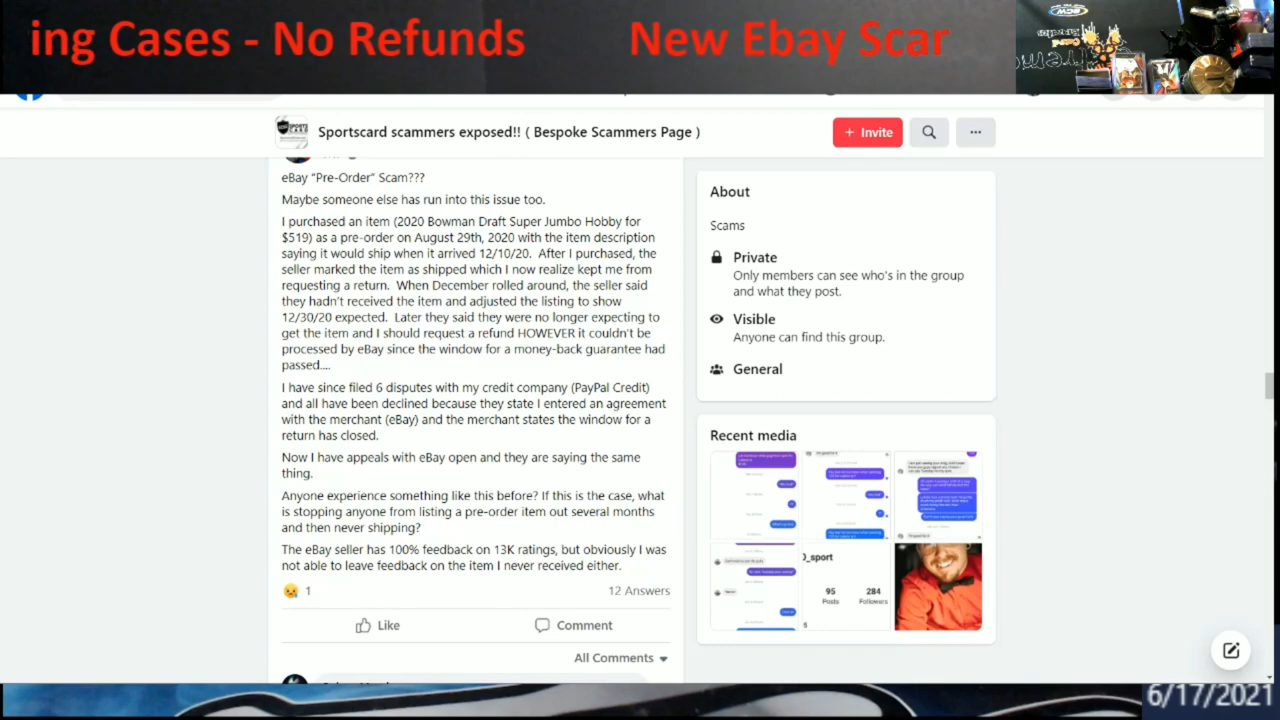 ing Cases - No Refunds New Ebay Scar
Sportscard scammers exposed!! ( Bespoke Scammers Page )
+ Invite
eBay “Pre-Order” Scam???
Maybe someone else has run into this issue too.
I purchased an item (2020 Bowman Draft Super Jumbo Hobby for
$519) as a pre-order on August 29th, 2020 with the item description
saying it would ship when it arrived 12/10/20. After I purchased, the
seller marked the item as shipped which I now realize kept me from
requesting a return. When December rolled around, the seller said
they hadn't received the item and adjusted the listing to show
12/30/20 expected. Later they said they were no longer expecting to
get the item and I should request a refund HOWEVER it couldn't be
processed by eBay since the window for a money-back guarantee had
passed....
I have since filed 6 disputes with my credit company (PayPal Credit)
and all have been declined because they state I entered an agreement
with the merchant (eBay) and the merchant states the window for a
return has closed.
Now I have appeals with eBay open and they are saying the same
thing.
Anyone experience something like this before? If this is the case, what
is stopping anyone from listing a pre-order item out several months
and then never shipping?
The eBay seller has 100% feedback on 13K ratings, but obviously I was
not able to leave feedback on the item I never received either.
1
12 Answers
Like
Comment
All Comments
About
Scams
Private
Only members can see who's in the group
and what they post.
Visible
Anyone can find this group.
General
Recent media
_sport
95
284
Posts
Followers
6/17/2021